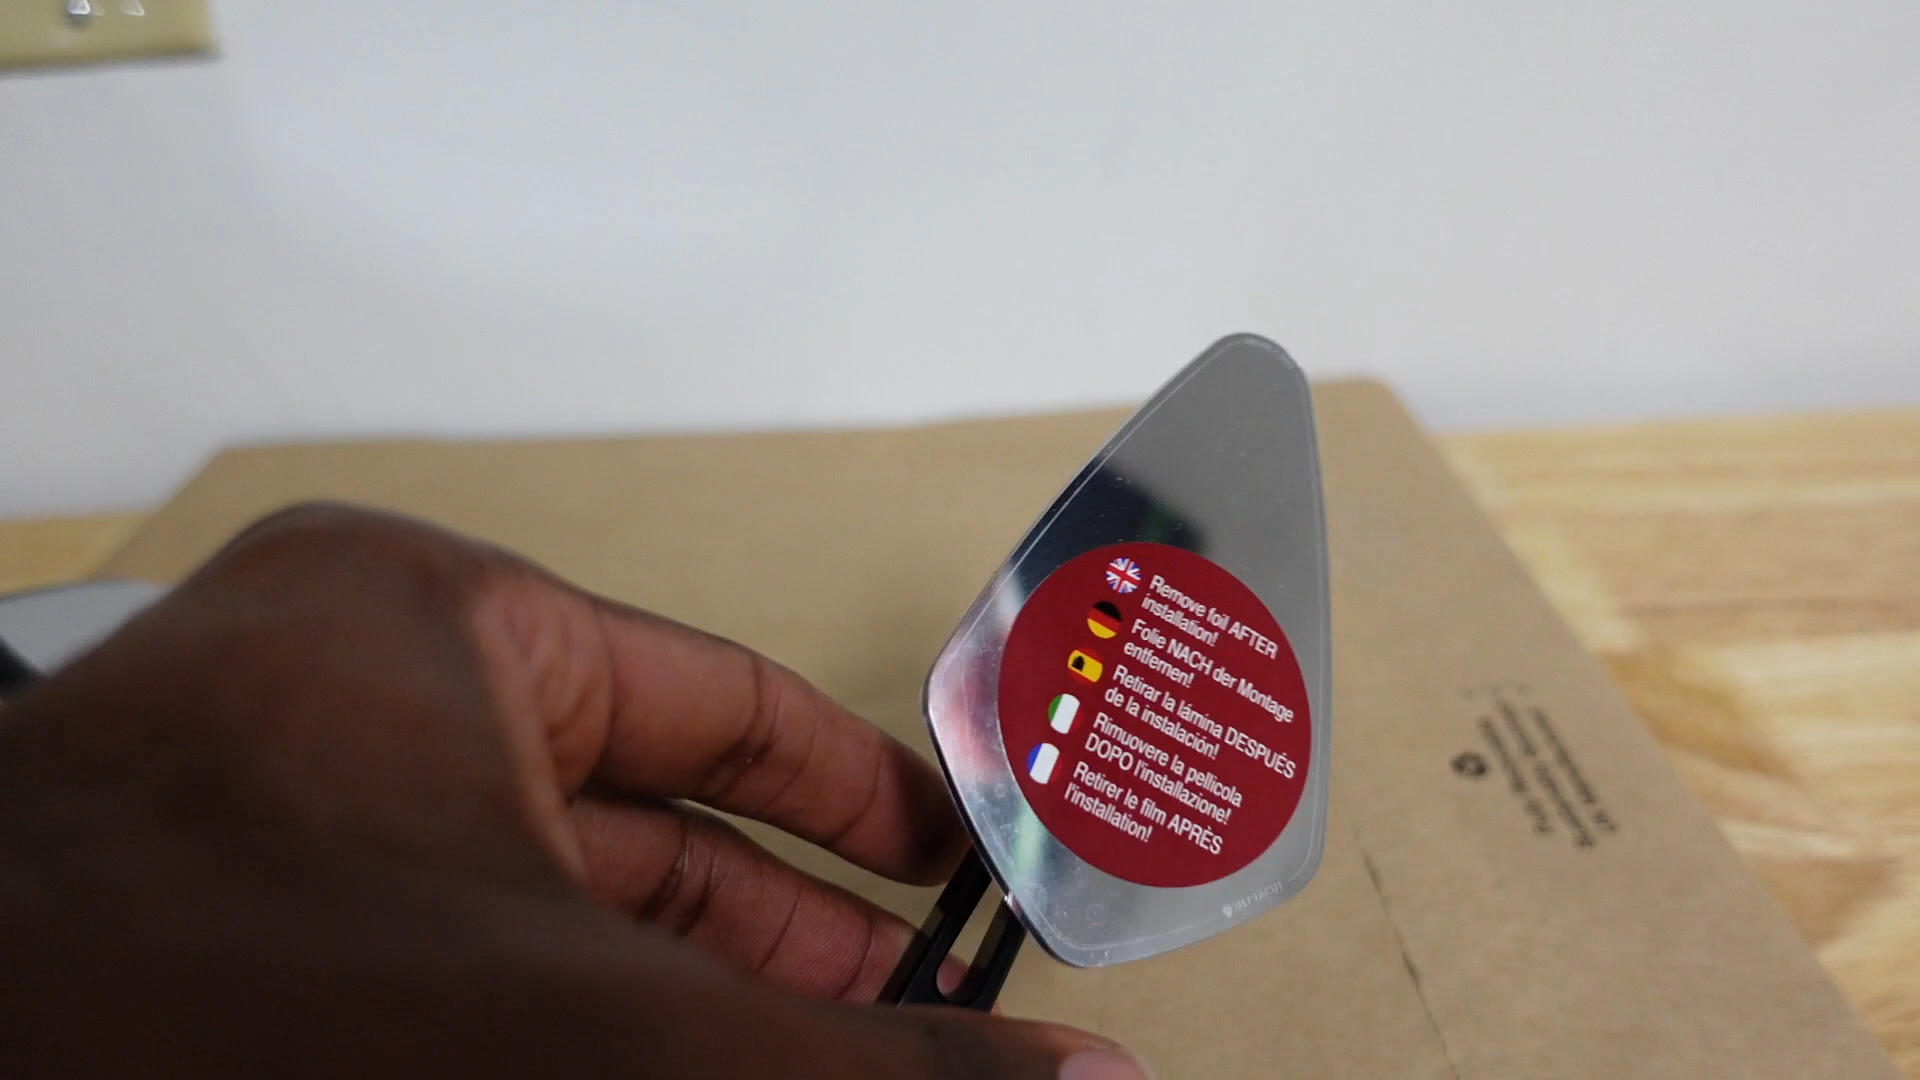 Remove foil AFTER
installation!
Folie NACH der Montage
entfernen!
Retirar la lámina DESPUÉS
de la instalación!
Rimuovere la pellicola
DOPO l'installazione!
Retirer le film APRÈS
l'installation!